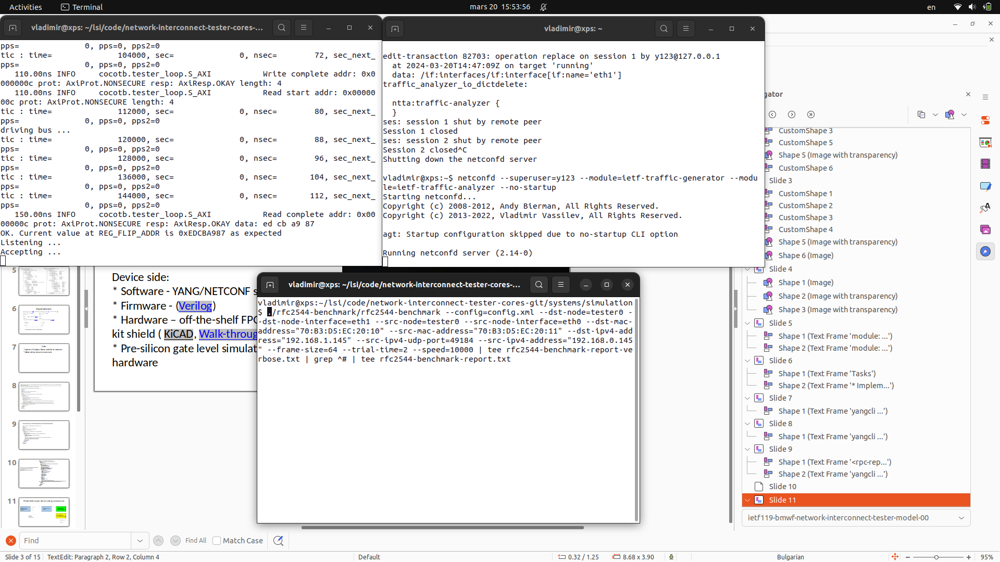 Activities
Terminal
mars 20  15:53:56
en
vladimir@xps: ~/lsi/code/network-interconnect-tester-cores-...
pps=                  0, pps=0, pps2=0
tic : time=              104000, sec=              0, nsec=        72, sec_next_
pps=                  0, pps=0, pps2=0
110.00ns INFO     cocotb.tester_loop.S_AXI           Write complete addr: 0x0
000000c prot: AxiProt.NONSECURE resp: AxiResp.OKAY length: 4
110.00ns INFO     cocotb.tester_loop.S_AXI           Read start addr: 0x00000
00c prot: AxiProt.NONSECURE length: 4
tic : time=              112000, sec=              0, nsec=        80, sec_next_
pps=                  0, pps=0, pps2=0
driving bus ...
tic : time=              120000, sec=              0, nsec=        88, sec_next_
pps=                  0, pps=0, pps2=0
tic : time=              128000, sec=              0, nsec=        96, sec_next_
pps=                  0, pps=0, pps2=0
tic : time=              136000, sec=              0, nsec=       104, sec_next_
pps=                  0, pps=0, pps2=0
tic : time=              144000, sec=              0, nsec=       112, sec_next_
pps=                  0, pps=0, pps2=0
150.00ns INFO     cocotb.tester_loop.S_AXI           Read complete addr: 0x00
00000c prot: AxiProt.NONSECURE resp: AxiResp.OKAY data: ed cb a9 87
OK. Current value at REG_FLIP_ADDR is 0xEDCBA987 as expected
Listening ...
Accepting ...
vladimir@xps: ~
edit-transaction 82703: operation replace on session 1 by y123@127.0.0.1
at 2024-03-20T14:47:09Z on target 'running'
data: /if:interfaces/if:interface[if:name='eth1']
traffic_analyzer_io_dictdelete:
ntta:traffic-analyzer {
}
ses: session 1 shut by remote peer
Session 1 closed
ses: session 2 shut by remote peer
Session 2 closed^C
Shutting down the netconfd server
vladimir@xps:~$ netconfd --superuser=y123 --module=ietf-traffic-generator --modu
le=ietf-traffic-analyzer --no-startup
Starting netconfd...
Copyright (c) 2008-2012, Andy Bierman, All Rights Reserved.
Copyright (c) 2013-2022, Vladimir Vassilev, All Rights Reserved.
agt: Startup configuration skipped due to no-startup CLI option
Running netconfd server (2.14-0)
vladimir@xps: ~/lsi/code/network-interconnect-tester-cores-...
vladimir@xps:~/lsi/code/network-interconnect-tester-cores-git/systems/simulation
$ ./rfc2544-benchmark/rfc2544-benchmark --config=config.xml --dst-node=tester0 -
-dst-node-interface=eth1 --src-node=tester0 --src-node-interface=eth0 --dst-mac-
address="70:B3:D5:EC:20:10" --src-mac-address="70:B3:D5:EC:20:11" --dst-ipv4-add
ress="192.168.1.145" --src-ipv4-udp-port=49184 --src-ipv4-address="192.168.0.145
" --frame-size=64 --trial-time=2 --speed=10000 | tee rfc2544-benchmark-report-ve
rbose.txt | grep ^# | tee rfc2544-benchmark-report.txt
Device side:
* Software - YANG/NETCONF s
* Firmware - (Verilog)
* Hardware – off-the-shelf FPG
kit shield ( KiCAD, Walk-throug
* Pre-silicon gate level simulat
hardware
5
6
7
Tasks
8
9
10
11
gator
CustomShape 3
CustomShape 5
Shape 5 (Image with transparency)
CustomShape 6
Slide 3
CustomShape 1
CustomShape 2
CustomShape 3
CustomShape 4
Shape 5 (Image with transparency)
Shape 6 (Image)
Slide 4
Shape 1 (Image)
Shape 2 (Image with transparency)
Shape 3 (Image with transparency)
Slide 5
Shape 1 (Text Frame 'module: ...')
Shape 2 (Text Frame 'module: ...')
Slide 6
Shape 1 (Text Frame 'Tasks')
Shape 2 (Text Frame '* Implem...')
Slide 7
Shape 1 (Text Frame 'yangcli ...')
Slide 8
Shape 1 (Text Frame 'yangcli ...')
Slide 9
Shape 1 (Text Frame '<rpc-rep...')
Shape 2 (Text Frame 'yangcli ...')
Slide 10
Slide 11
ietf119-bmwf-network-interconnect-tester-model-00
Find
Find All
Match Case
Slide 3 of 15
TextEdit: Paragraph 2, Row 2, Column 4
Default
0.32 / 1.25
8.68 x 3.90
Bulgarian
95%